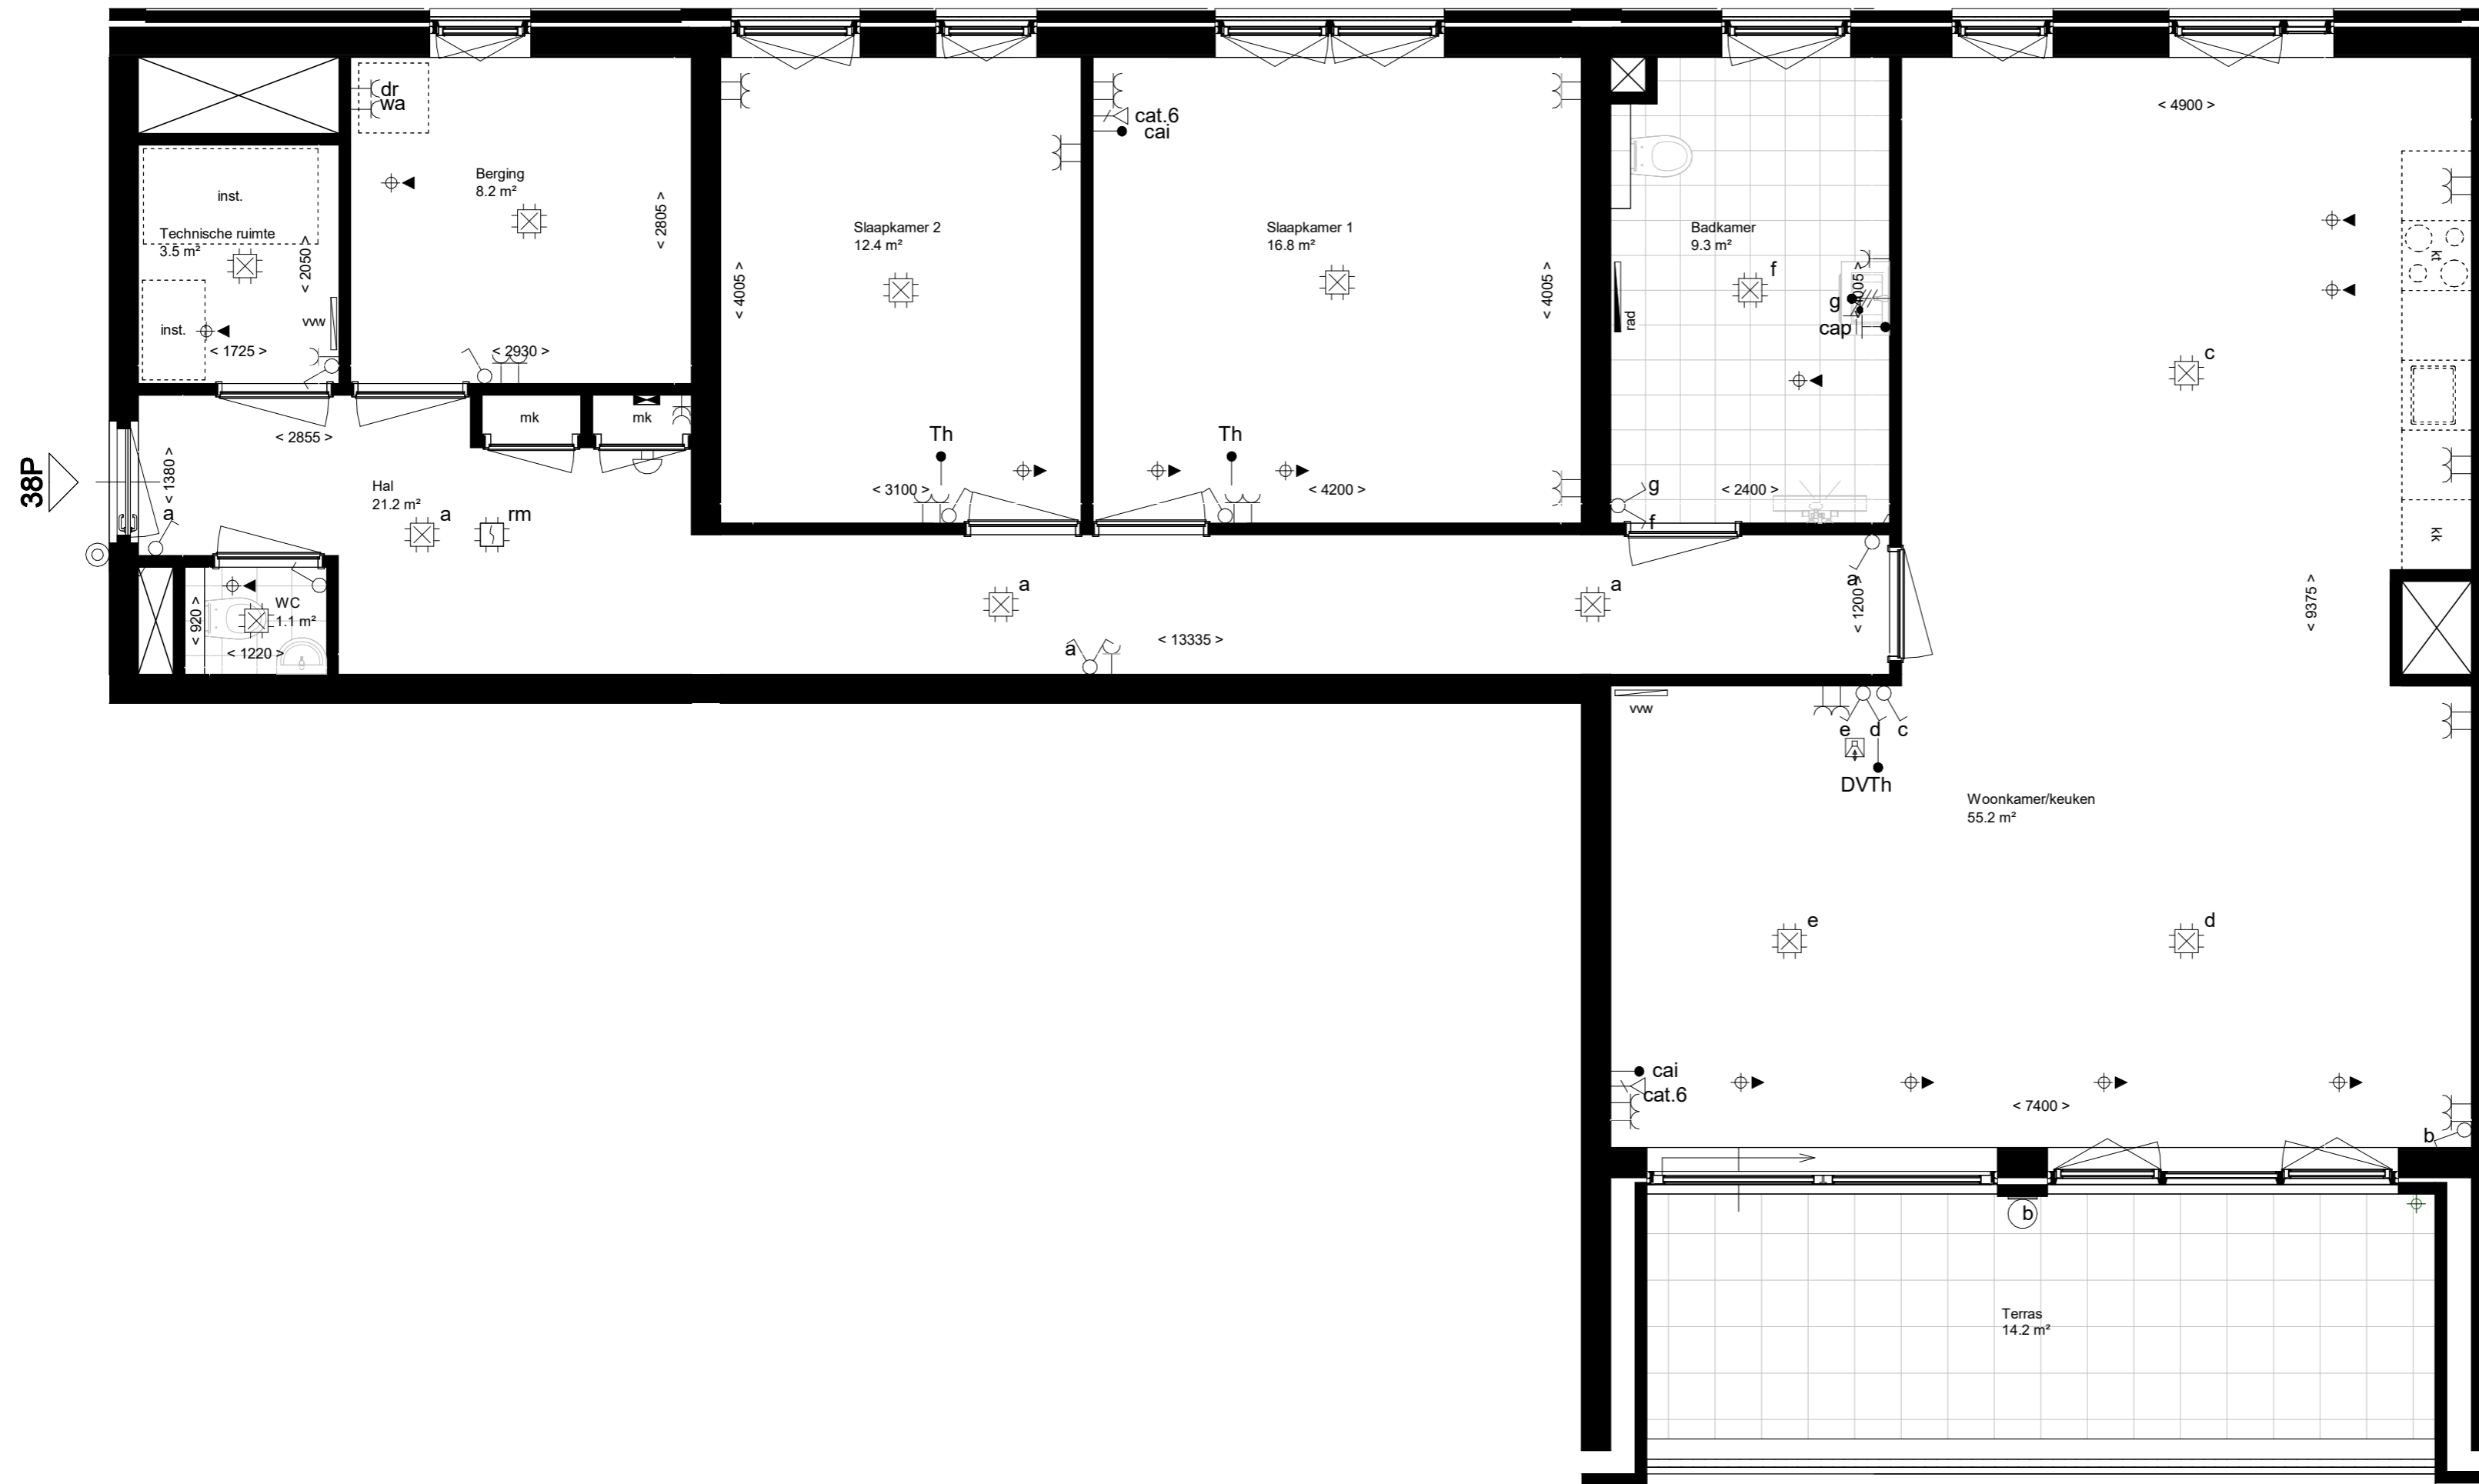 < 4900 >
dr
wa
cat.6
cai
Berging
8.2 m²
inst.
< 2805 >
Technische ruimte
3.5 m²
< 2050 >
Slaapkamer 2
12.4 m²
Slaapkamer 1
16.8 m²
Badkamer
9.3 m²
kt
< 4005 >
< 4005 >
f
4005 >
g
cap
inst.
vvw
rad
< 1725 >
< 2930 >
c
mk
mk
< 2855 >
Th
Th
38P
< 1380 >
Hal
21.2 m²
< 3100 >
< 4200 >
g
< 2400 >
a
a
rm
f
kk
a
a
a
< 1200 >
< 9375 >
WC
1.1 m²
< 920 >
< 1220 >
a
< 13335 >
vvw
e
d
c
DVTh
Woonkamer/keuken
55.2 m²
e
d
cai
cat.6
< 7400 >
b
b
Terras
14.2 m²